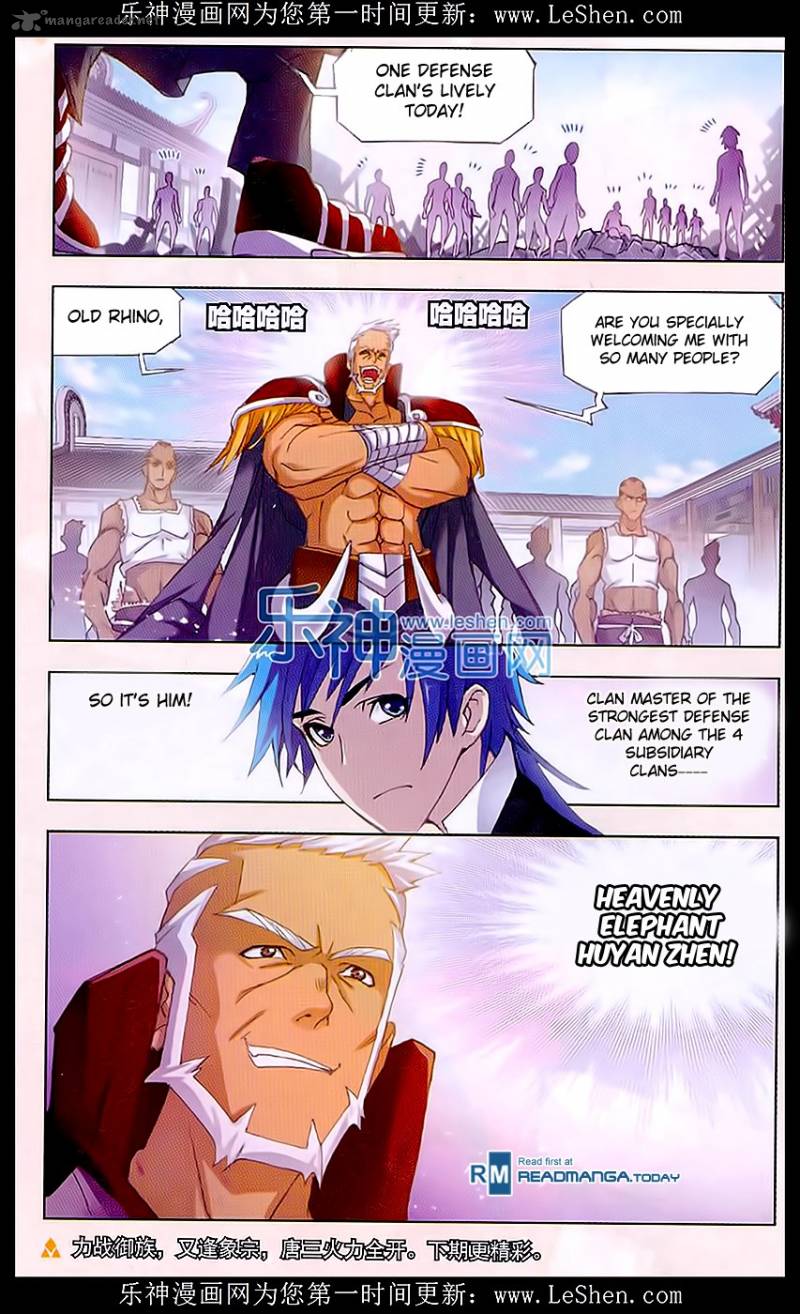 乐神漫画网为您第一时间更新：www.LeShen.com
mangareader.net
ONE DEFENSE
CLAN'S LIVELY
TODAY!
OLD RHINO,
哈哈哈哈
哈哈哈哈
ARE YOU SPECIALLY
WELCOMING ME WITH
SO MANY PEOPLE?
乐神漫画网
www.leshen.com
SO IT'S HIM!
CLAN MASTER OF THE
STRONGEST DEFENSE
CLAN AMONG THE 4
SUBSIDIARY
CLANS----
HEAVENLY
ELEPHANT
HUYAN ZHEN!
RM
Read first at
READMANGA.TODAY
力战御族，又逢象宗，唐三火力全开。下期更精彩。
乐神漫画网为您第一时间更新：www.LeShen.com